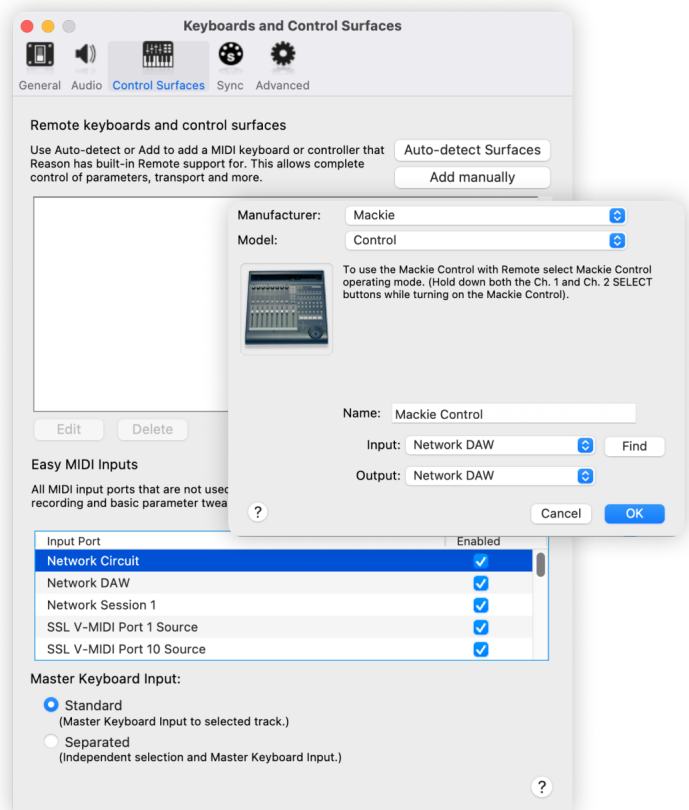 Keyboards and Control Surfaces
General Audio Control Surfaces Sync Advanced
Remote keyboards and control surfaces
Use Auto-detect or Add to add a MIDI keyboard or controller that
Reason has built-in Remote support for. This allows complete
control of parameters, transport and more.
Auto-detect Surfaces
Add manually
Manufacturer: Mackie
Model: Control
To use the Mackie Control with Remote select Mackie Control
operating mode. (Hold down both the Ch. 1 and Ch. 2 SELECT
buttons while turning on the Mackie Control).
Name: Mackie Control
Input: Network DAW Find
Output: Network DAW
? Cancel OK
Edit Delete
Easy MIDI Inputs
All MIDI input ports that are not used
recording and basic parameter twea
Input Port Enabled
Network Circuit
Network DAW
Network Session 1
SSL V-MIDI Port 1 Source
SSL V-MIDI Port 10 Source
Master Keyboard Input:
Standard
(Master Keyboard Input to selected track.)
Separated
(Independent selection and Master Keyboard Input.)
?